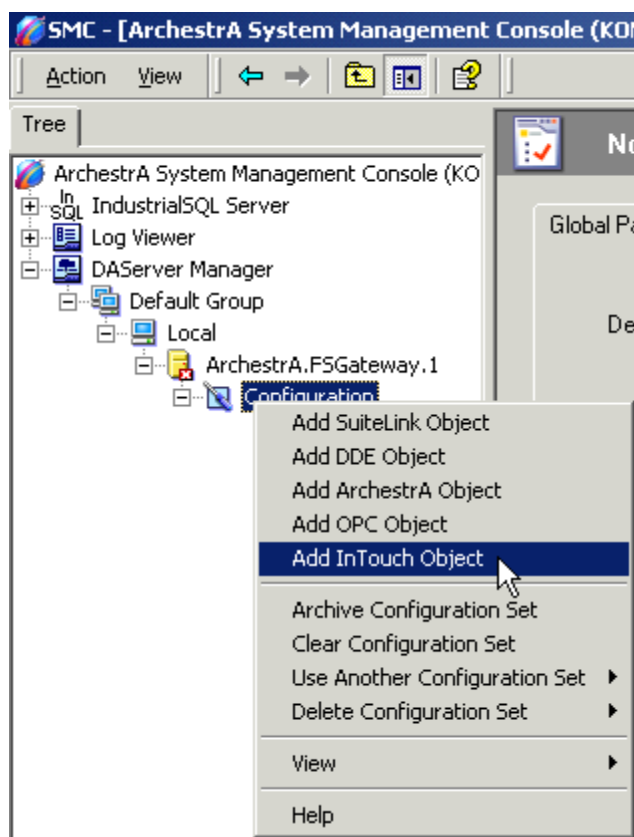 SMC - [ArchestrA System Management Console (KON
Action View
Tree
No
ArchestrA System Management Console (KO
InSQL IndustrialSQL Server
Global Pa
Log Viewer
DAServer Manager
Default Group
De
Local
ArchestrA.FSGateway.1
Configuration
Add SuiteLink Object
Add DDE Object
Add ArchestrA Object
Add OPC Object
Add InTouch Object
Archive Configuration Set
Clear Configuration Set
Use Another Configuration Set
Delete Configuration Set
View
Help